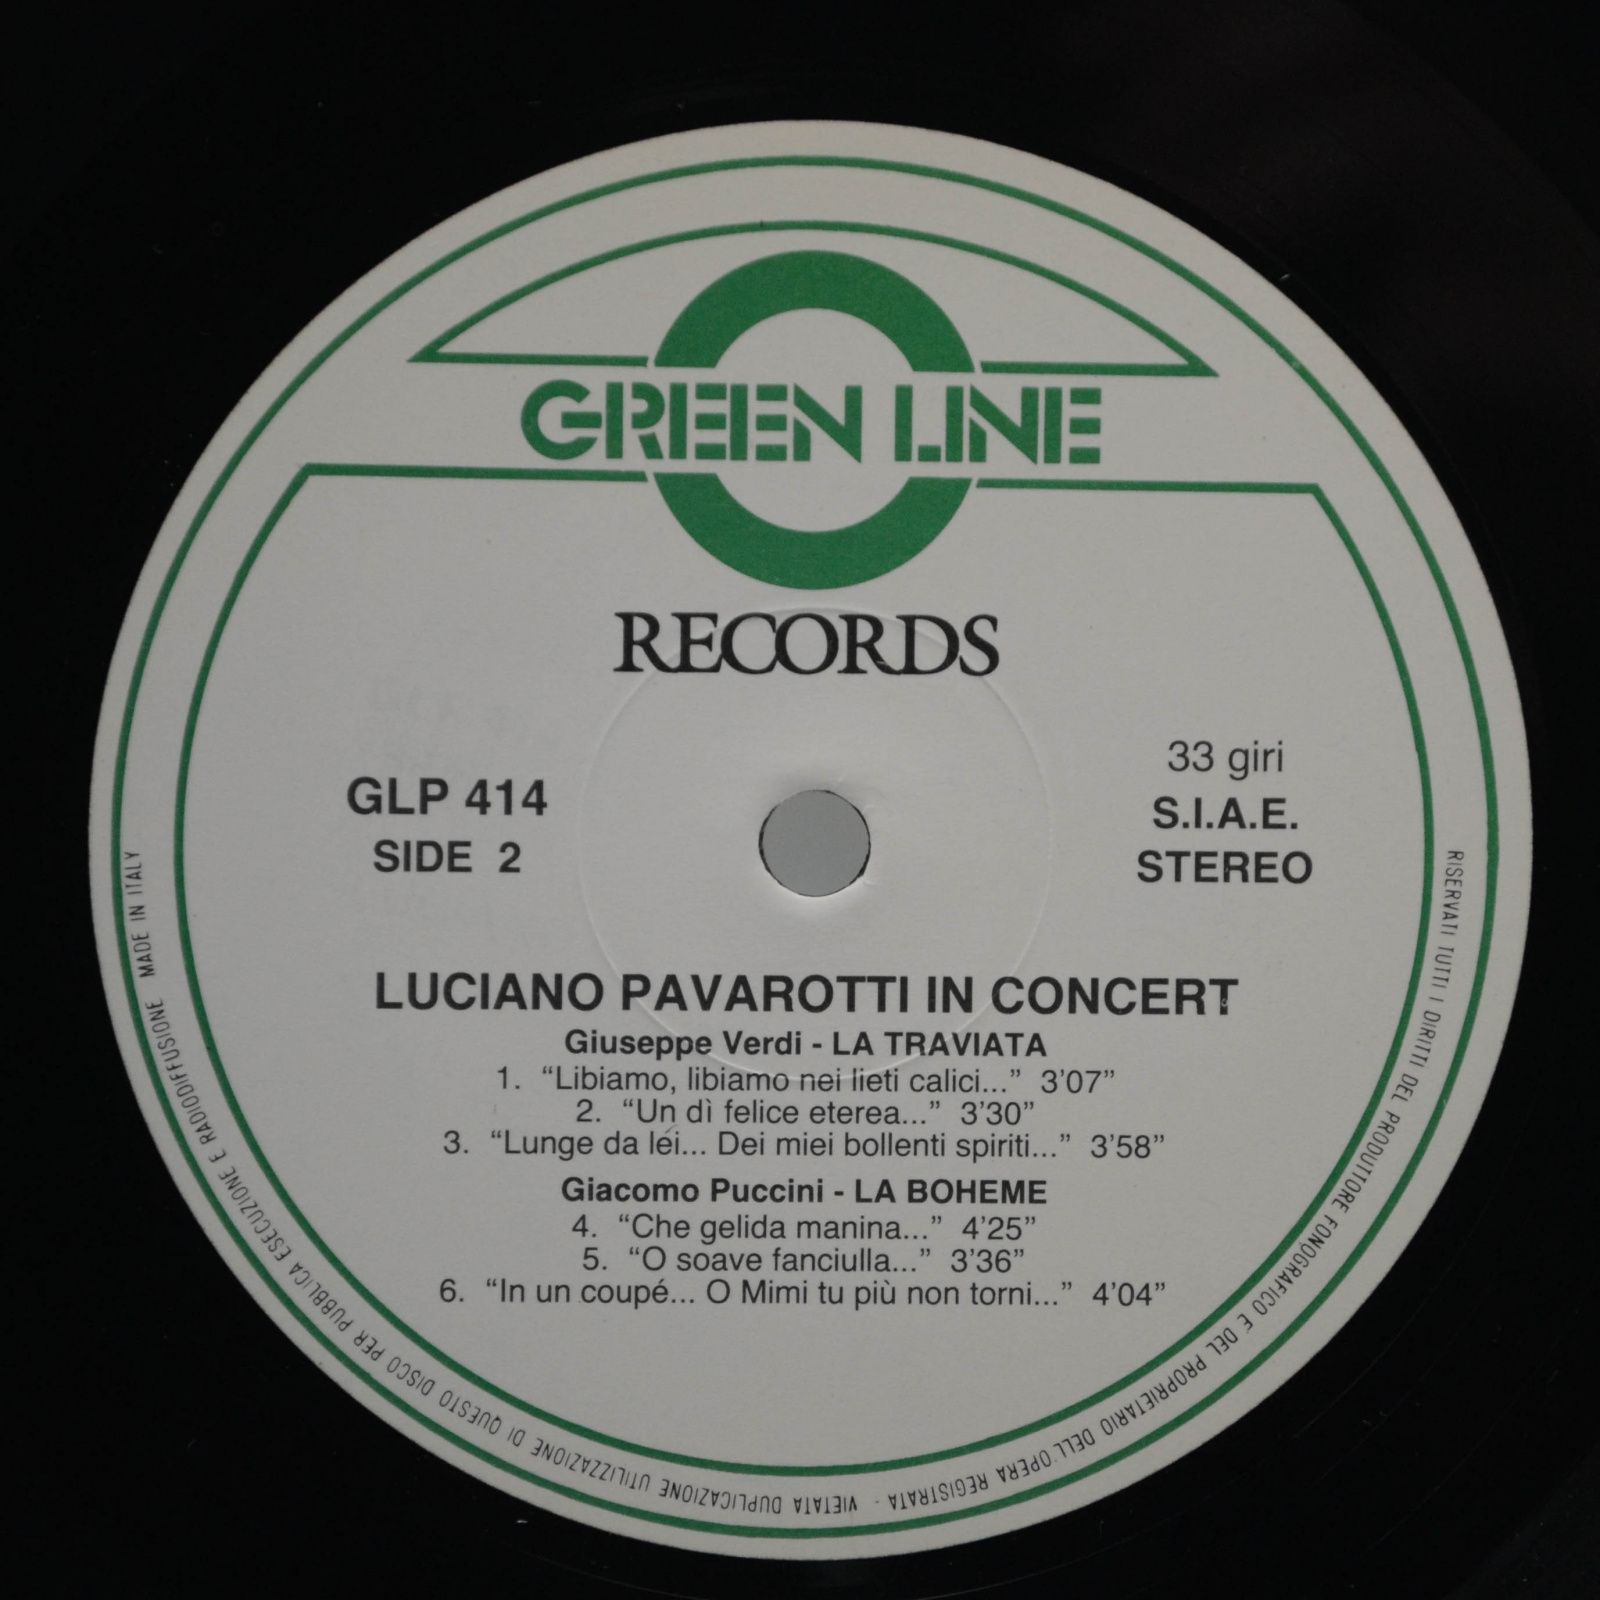 GREEN LINE
RECORDS
GLP 414
SIDE 2
33 giri
S.I.A.E.
STEREO
LUCIANO PAVAROTTI IN CONCERT
Giuseppe Verdi - LA TRAVIATA
1. “Libiamo, libiamo nei lieti calici...” 3’07”
2. “Un dì felice eterea...” 3’30”
3. “Lunge da lei... Dei miei bollenti spiriti...” 3’58”
Giacomo Puccini - LA BOHEME
4. “Che gelida manina...” 4’25”
5. “O soave fanciulla...” 3’36”
6. “In un coupé... O Mimi tu più non torni...” 4’04”
RISERVATI TUTTI I DIRITTI DEL PRODUTTORE FONOGRAFICO E DEL PROPRIETARIO DELL'OPERA REGISTRATA - VIETATA DUPLICAZIONE UTILIZZAZIONE DI QUESTO DISCO PER PUBBLICA ESECUZIONE E RADIODIFFUSIONE MADE IN ITALY